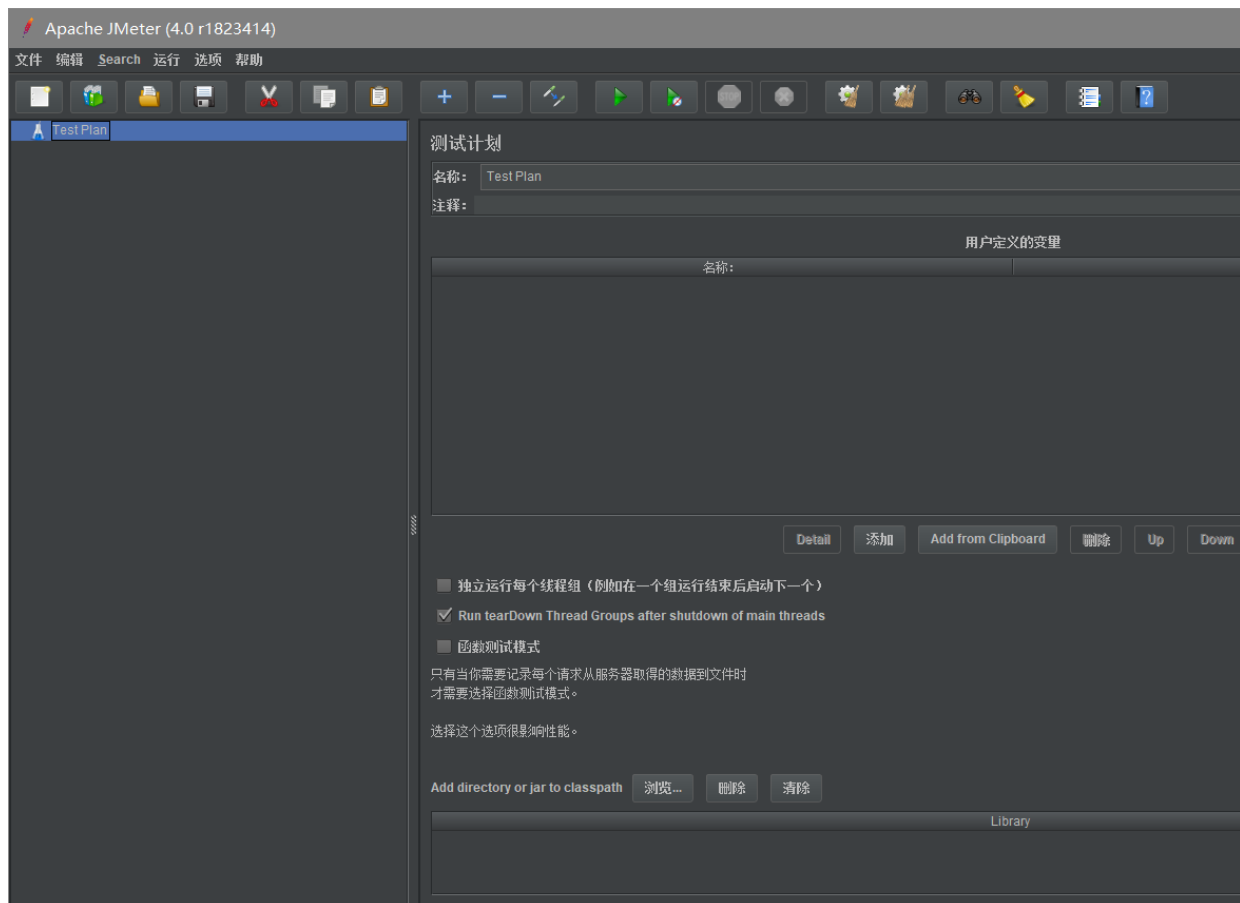 Apache JMeter (4.0 r1823414)
文件 编辑 Search 运行 选项 帮助
Test Plan
测试计划
名称: Test Plan
注释:
用户定义的变量
名称:
Detail 添加 Add from Clipboard 删除 Up Down
独立运行每个线程组（例如在一个组运行结束后启动下一个）
Run tearDown Thread Groups after shutdown of main threads
函数测试模式
只有当你需要记录每个请求从服务器取得的数据到文件时
才需要选择函数测试模式。
选择这个选项很影响性能。
Add directory or jar to classpath 浏览... 删除 清除
Library